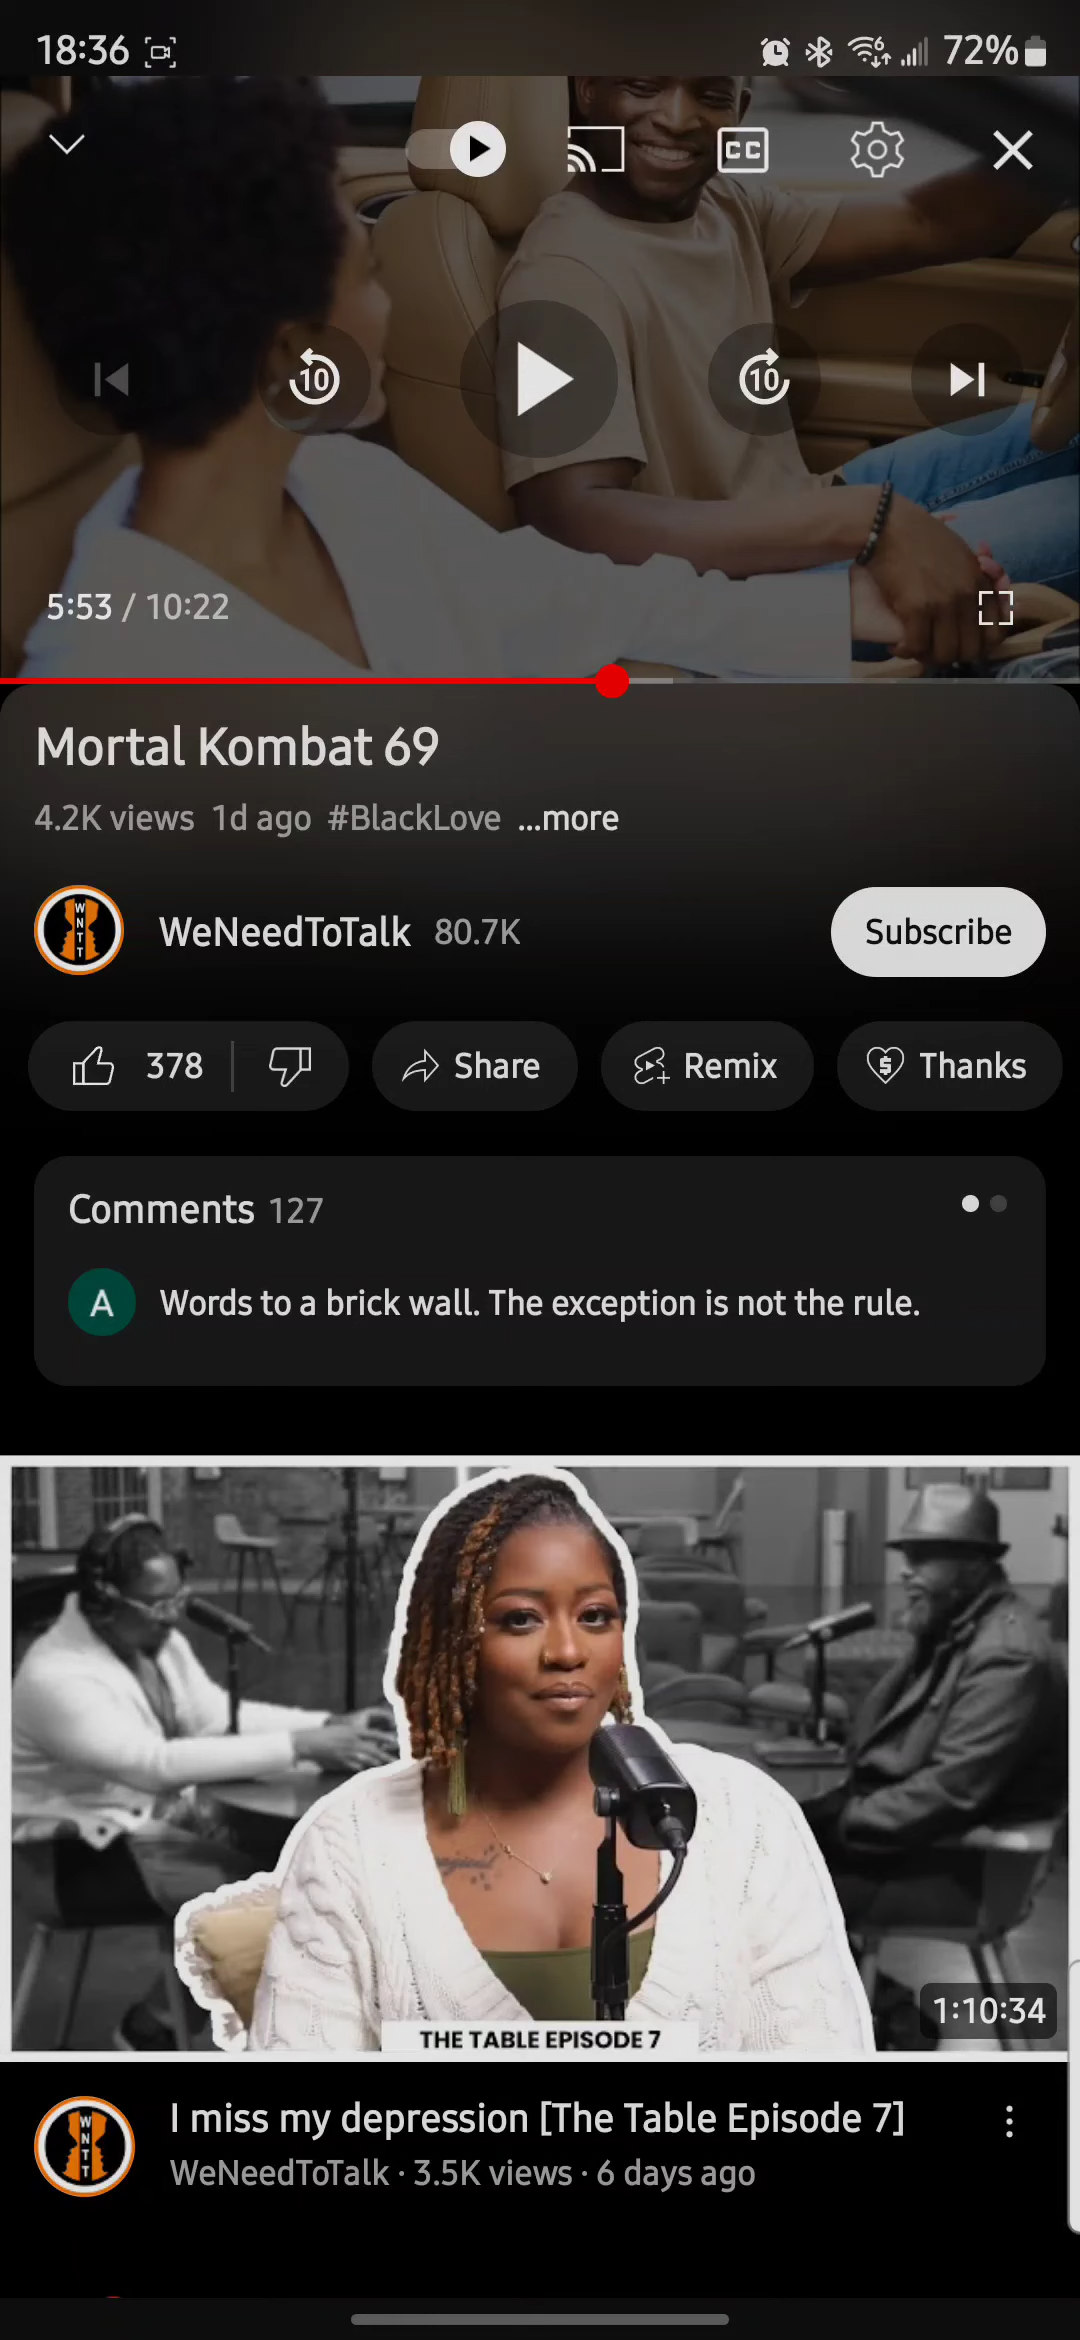 18:36 72%
CC
10 10
5:53 / 10:22
Mortal Kombat 69
4.2K views 1d ago #BlackLove ...more
WNTT
WeNeedToTalk 80.7K Subscribe
378 Share Remix Thanks
Comments 127
A Words to a brick wall. The exception is not the rule.
THE TABLE EPISODE 7
1:10:34
WNTT
I miss my depression [The Table Episode 7]
WeNeedToTalk · 3.5K views · 6 days ago